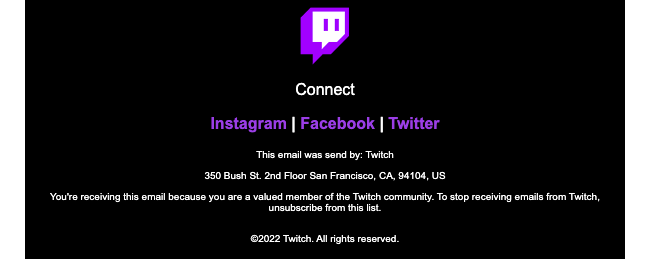 Connect
Instagram | Facebook | Twitter
This email was send by: Twitch
350 Bush St. 2nd Floor San Francisco, CA, 94104, US
You're receiving this email because you are a valued member of the Twitch community. To stop receiving emails from Twitch,
unsubscribe from this list.
©2022 Twitch. All rights reserved.